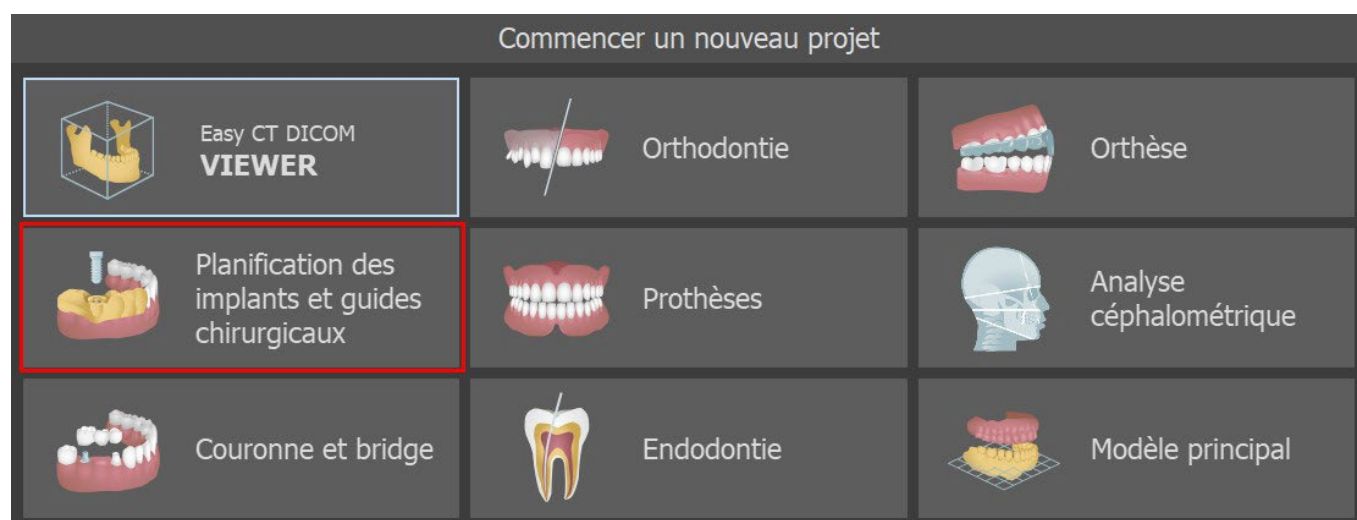 Commencer un nouveau projet
Easy CT DICOM
VIEWER
Orthodontie
Orthèse
Planification des
implants et guides
chirurgicaux
Prothèses
Analyse
céphalométrique
Couronne et bridge
Endodontie
Modèle principal